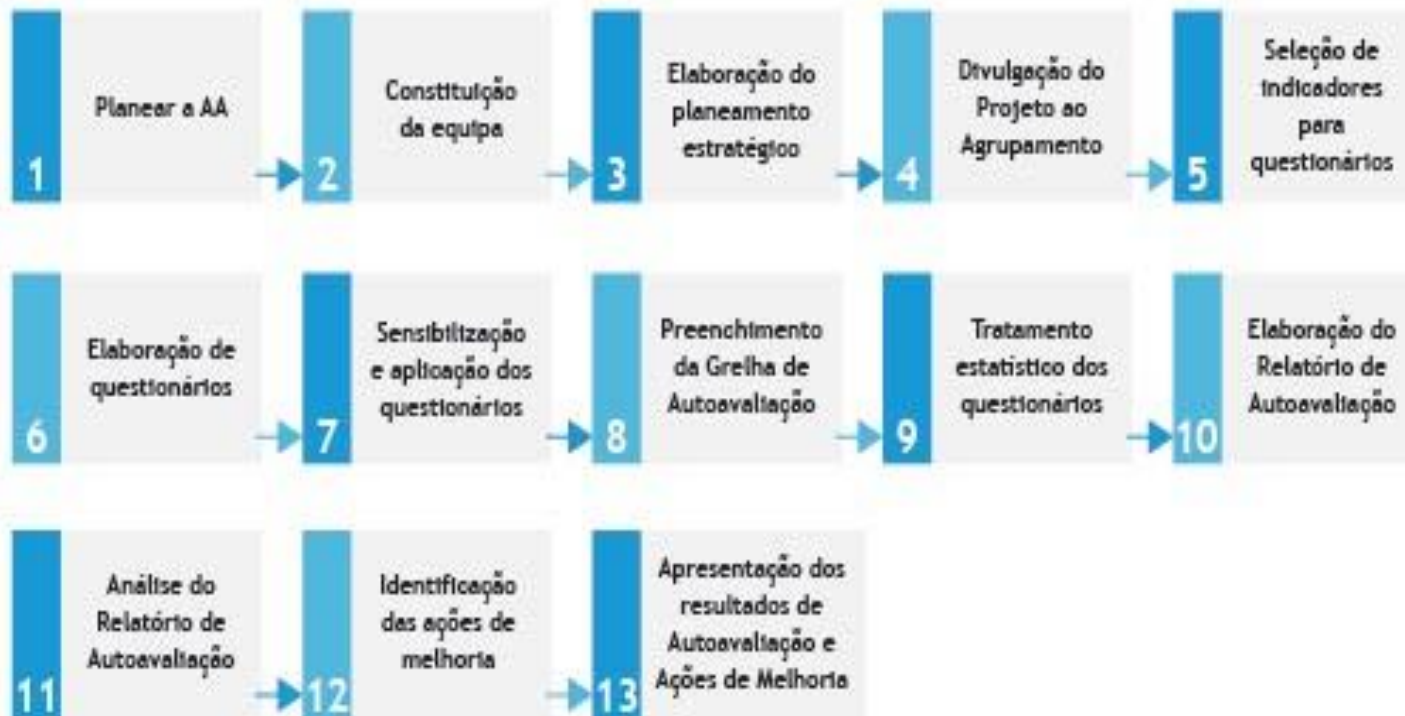 1
Planear a AA
2
Constituição
da equipa
3
Elaboração do
planeamento
estratégico
4
Divulgação do
Projeto ao
Agrupamento
5
Seleção de
indicadores
para
questionários
6
Elaboração de
questionários
7
Sensibilização
e aplicação dos
questionários
8
Preenchimento
da Grelha de
Autoavaliação
9
Tratamento
estatístico dos
questionários
10
Elaboração do
Relatório de
Autoavaliação
11
Análise do
Relatório de
Autoavaliação
12
Identificação
das ações de
melhoria
13
Apresentação dos
resultados de
Autoavaliação e
Ações de Melhoria